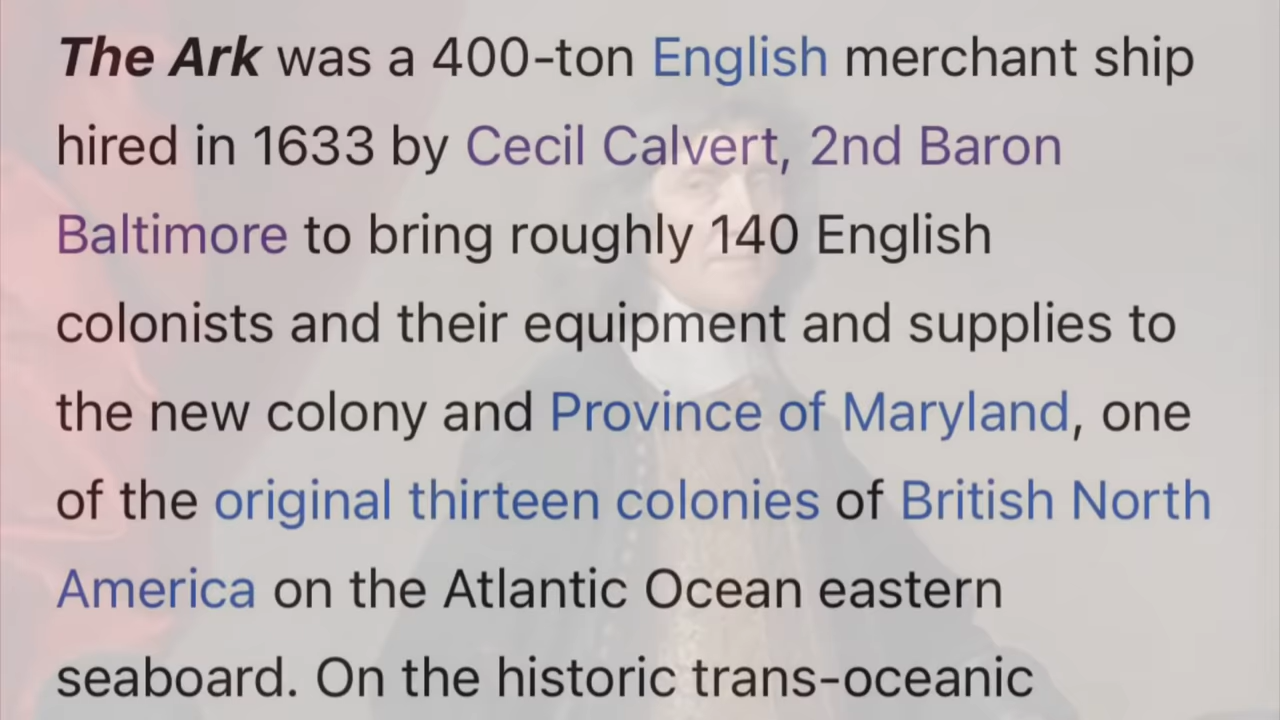 The Ark was a 400-ton English merchant ship
hired in 1633 by Cecil Calvert, 2nd Baron
Baltimore to bring roughly 140 English
colonists and their equipment and supplies to
the new colony and Province of Maryland, one
of the original thirteen colonies of British North
America on the Atlantic Ocean eastern
seaboard. On the historic trans-oceanic